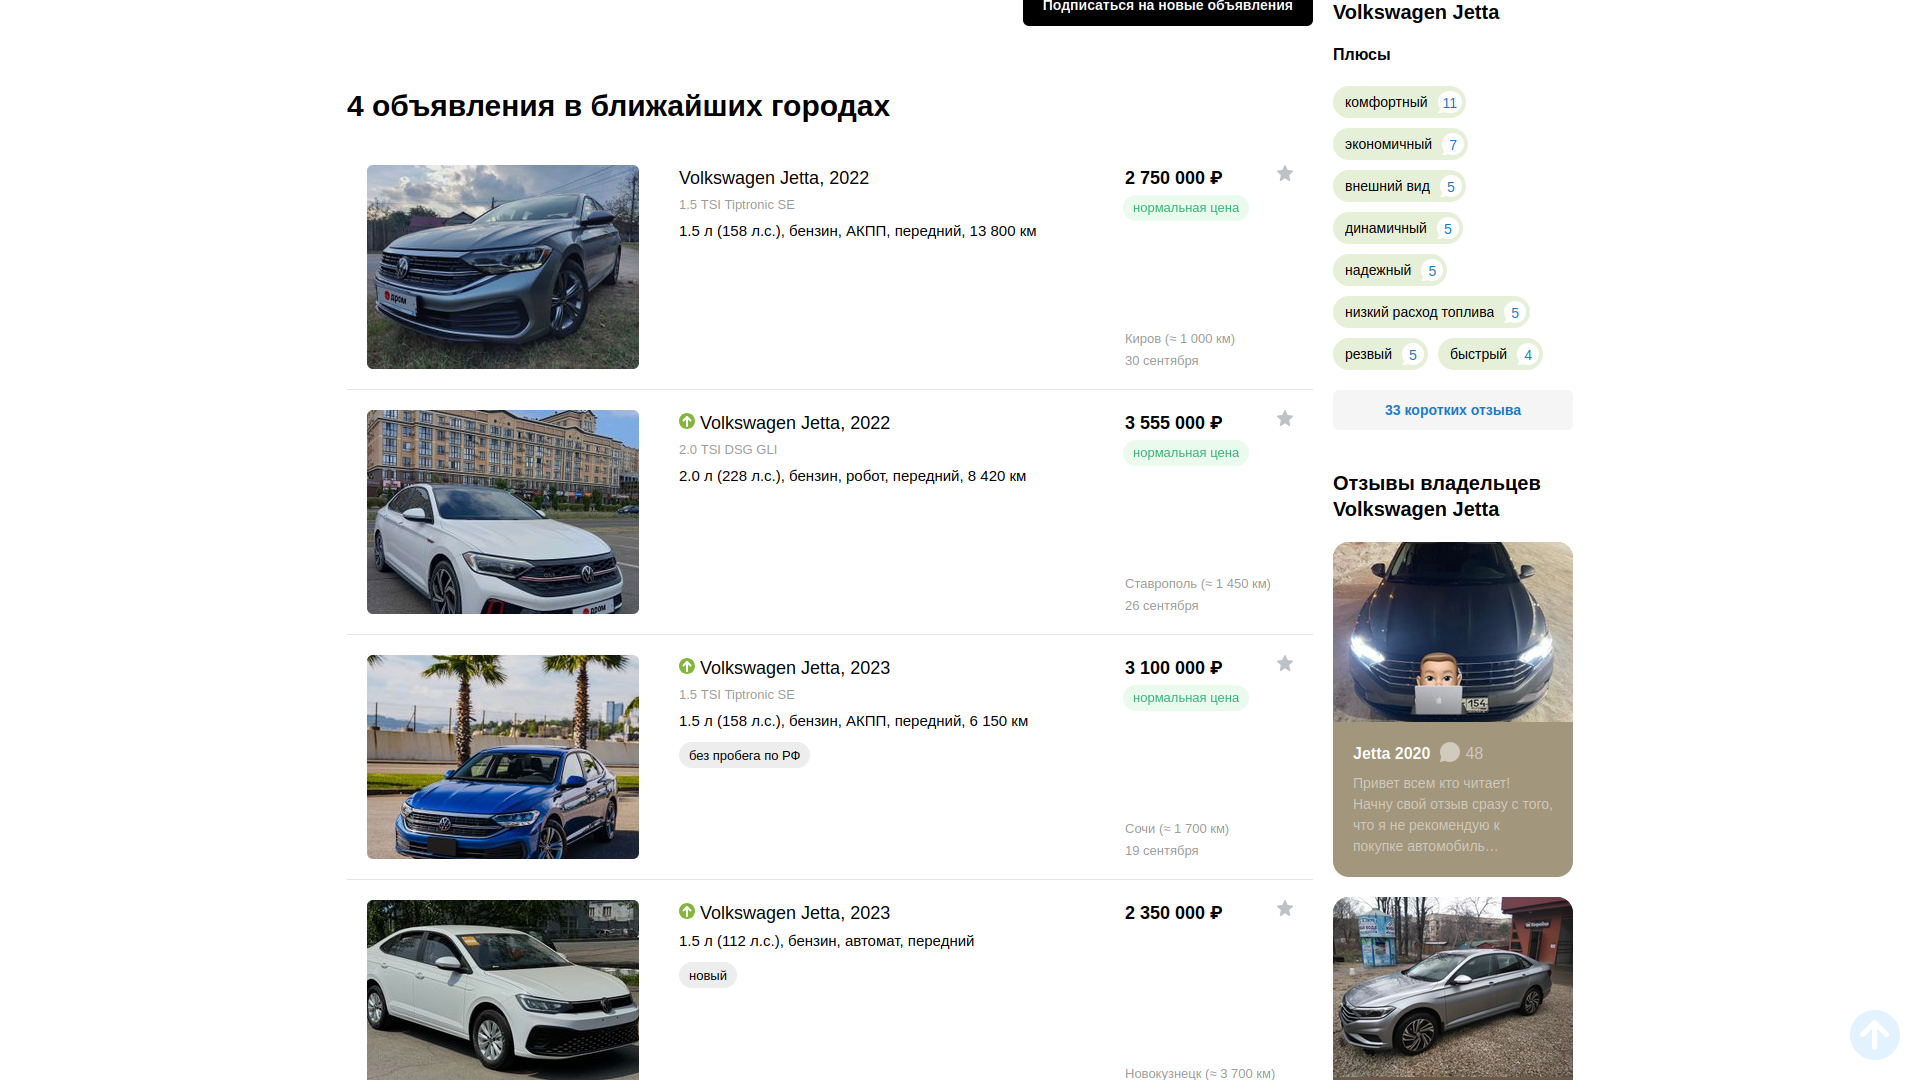 Подписаться на новые объявления
4 объявления в ближайших городах
Volkswagen Jetta, 2022
1.5 TSI Tiptronic SE
1.5 л (158 л.с.), бензин, АКПП, передний, 13 800 км
2 750 000 ₽
нормальная цена
Киров (≈ 1 000 км)
30 сентября
дром
Volkswagen Jetta, 2022
2.0 TSI DSG GLI
2.0 л (228 л.с.), бензин, робот, передний, 8 420 км
3 555 000 ₽
нормальная цена
Ставрополь (≈ 1 450 км)
26 сентября
дром
Volkswagen Jetta, 2023
1.5 TSI Tiptronic SE
1.5 л (158 л.с.), бензин, АКПП, передний, 6 150 км
без пробега по РФ
3 100 000 ₽
нормальная цена
Сочи (≈ 1 700 км)
19 сентября
Volkswagen Jetta, 2023
1.5 л (112 л.с.), бензин, автомат, передний
новый
2 350 000 ₽
Новокузнецк (≈ 3 700 км)
Volkswagen Jetta
Плюсы
комфортный 11
экономичный 7
внешний вид 5
динамичный 5
надежный 5
низкий расход топлива 5
резвый 5 быстрый 4
33 коротких отзыва
Отзывы владельцев
Volkswagen Jetta
154
Jetta 2020 48
Привет всем кто читает!
Начну свой отзыв сразу с того,
что я не рекомендую к
покупке автомобиль…